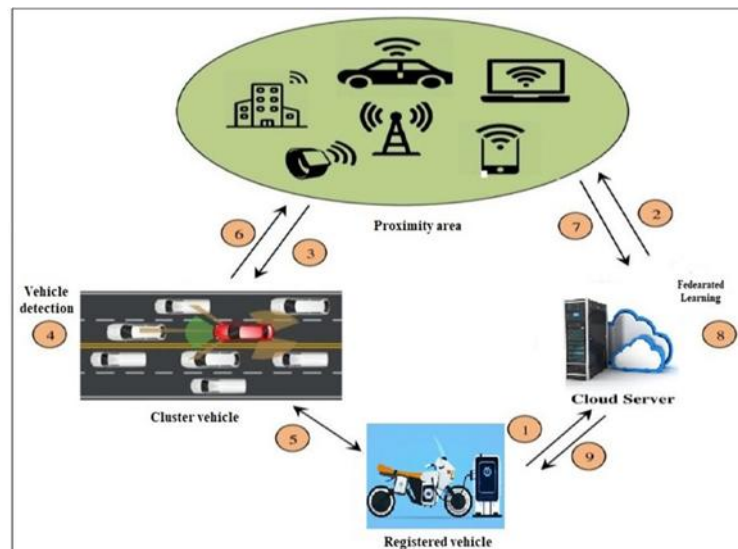 Proximity area
6
3
7
2
Vehicle
detection
4
Federated
Learning
8
Cluster vehicle
Cloud Server
5
1
9
Registered vehicle